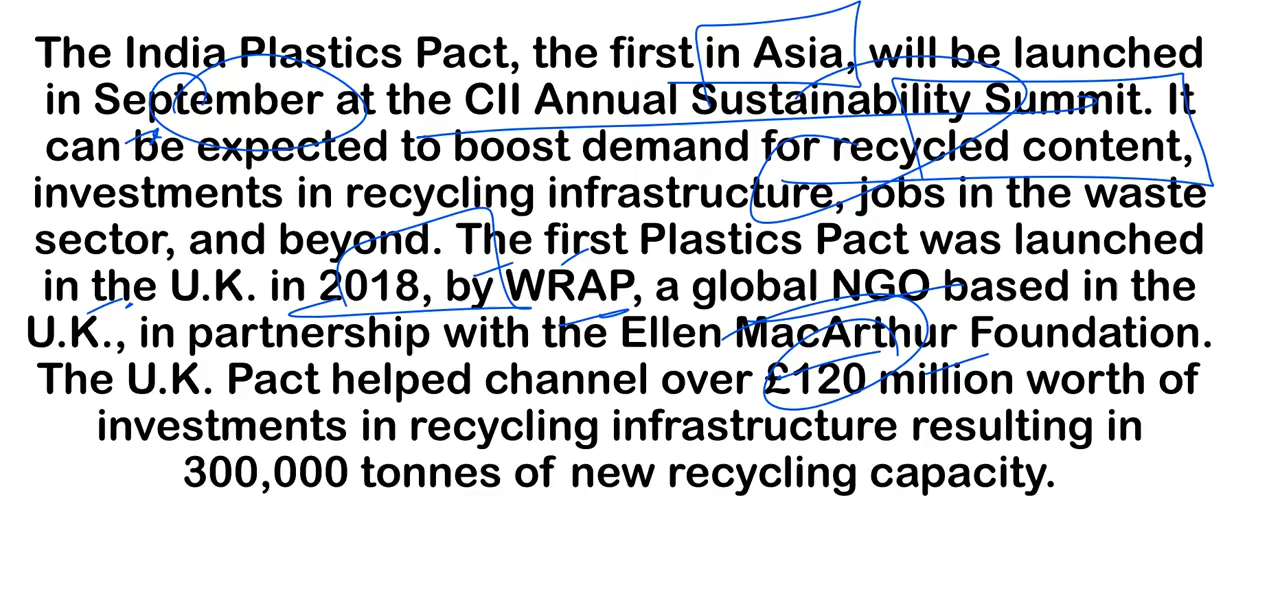 The India Plastics Pact, the first in Asia, will be launched
in September at the CII Annual Sustainability Summit. It
can be expected to boost demand for recycled content,
investments in recycling infrastructure, jobs in the waste
sector, and beyond. The first Plastics Pact was launched
in the U.K. in 2018, by WRAP, a global NGO based in the
U.K., in partnership with the Ellen MacArthur Foundation.
The U.K. Pact helped channel over £120 million worth of
investments in recycling infrastructure resulting in
300,000 tonnes of new recycling capacity.